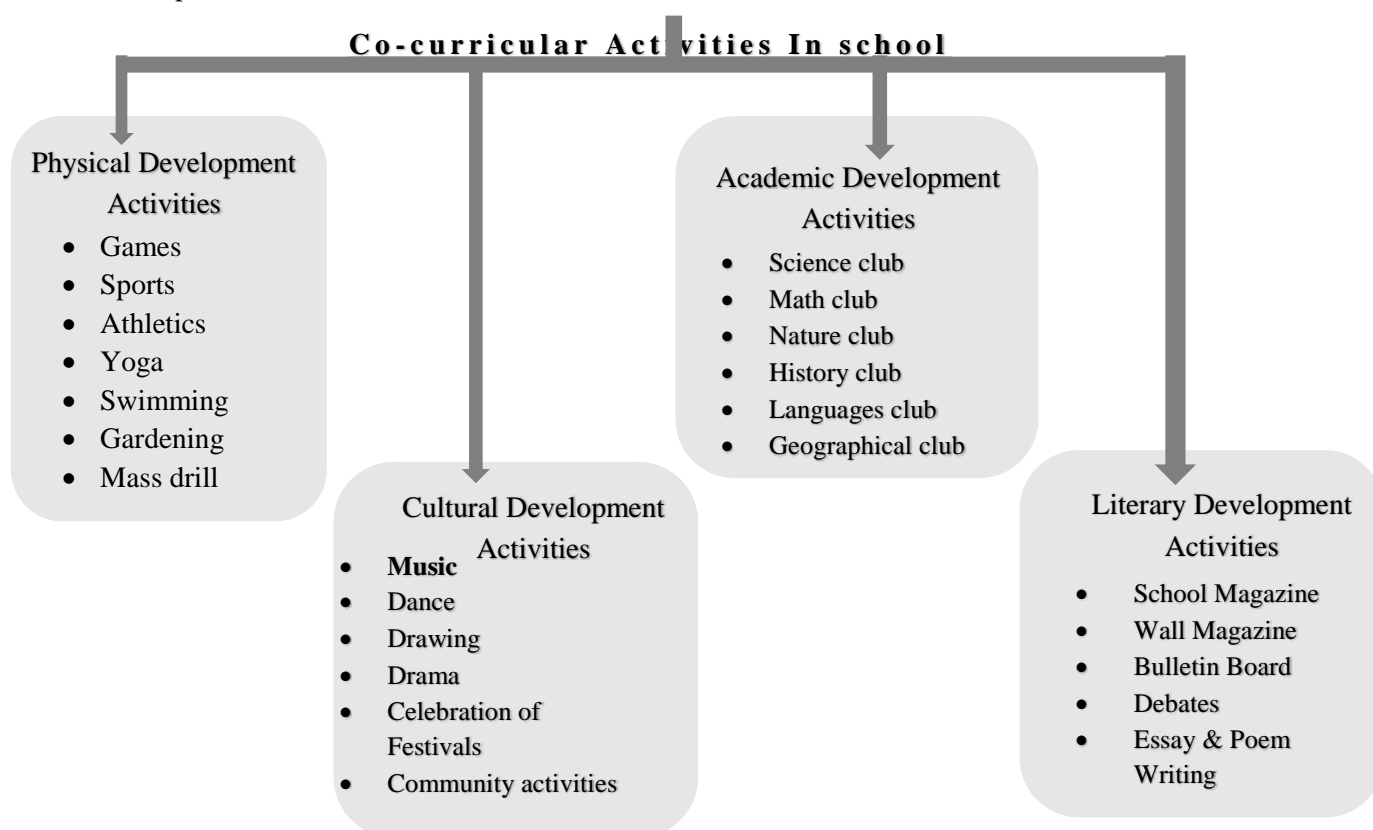 Co-curricular Activities In school
Physical Development
Activities
• Games
• Sports
• Athletics
• Yoga
• Swimming
• Gardening
• Mass drill
Cultural Development
Activities
• Music
• Dance
• Drawing
• Drama
• Celebration of
Festivals
• Community activities
Academic Development
Activities
• Science club
• Math club
• Nature club
• History club
• Languages club
• Geographical club
Literary Development
Activities
• School Magazine
• Wall Magazine
• Bulletin Board
• Debates
• Essay & Poem
Writing